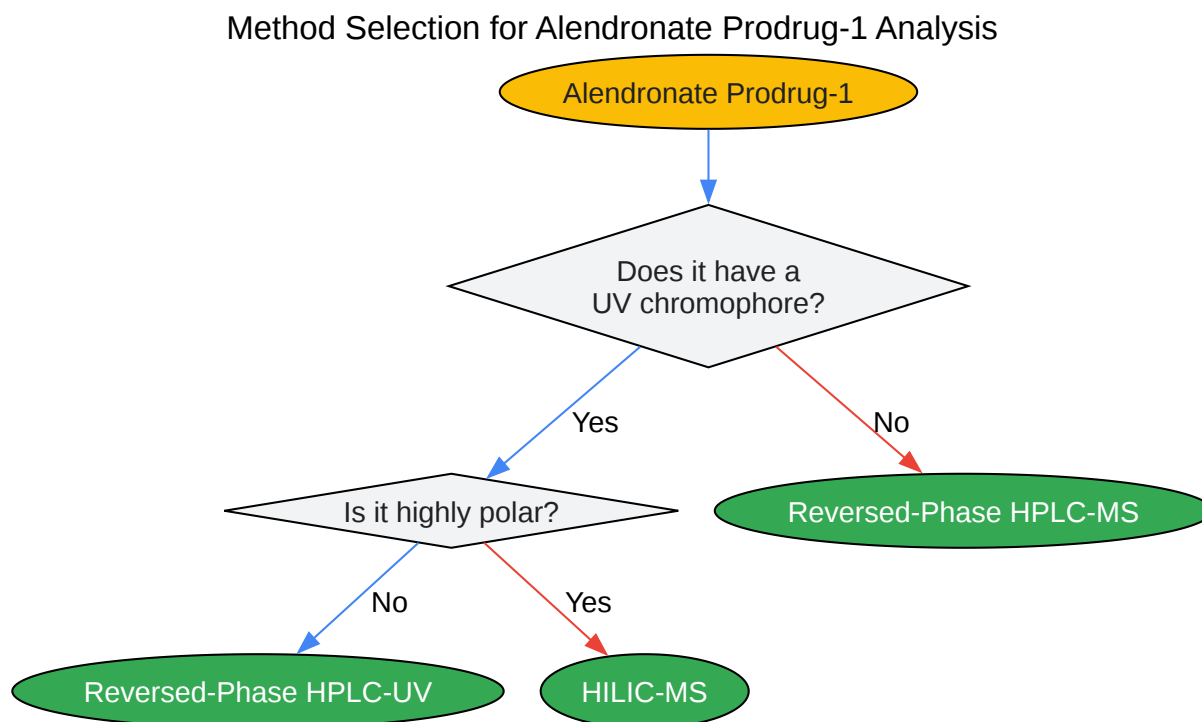 Method Selection for Alendronate Prodrug-1 Analysis
Alendronate Prodrug-1
Does it have a
UV chromophore?
Yes
No
Is it highly polar?
Reversed-Phase HPLC-MS
No
Yes
Reversed-Phase HPLC-UV
HILIC-MS